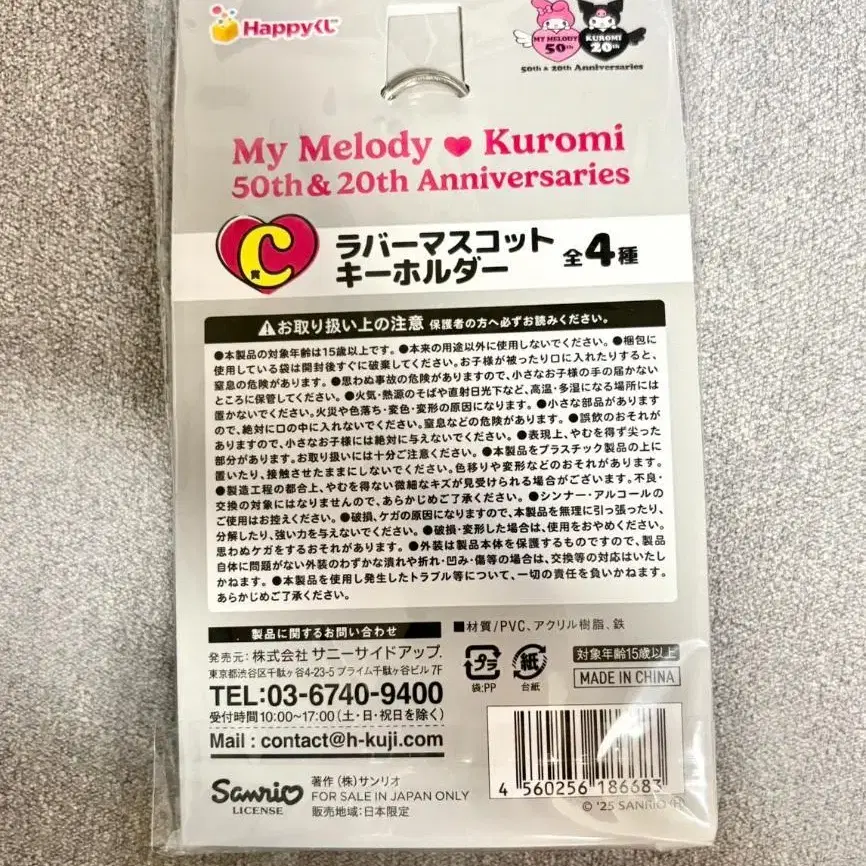 Happyくじ
MY MELODY 50th KUROMI 20th
50th & 20th Anniversaries
My Melody ♥ Kuromi
50th & 20th Anniversaries
C賞 ラバーマスコット
キーホルダー 全4種
⚠お取り扱い上の注意 保護者の方へ必ずお読みください。
●本製品の対象年齢は15歳以上です。●本来の用途以外に使用しないでください。●梱包に
使用している袋は開封後すぐに破棄してください。お子様が被ったり口に入れたりすると、
窒息の危険があります。●思わぬ事故の危険がありますので、小さなお子様の手の届かない
ところに保管してください。●火気・熱源のそばや直射日光下など、高温・多湿になる場所には
置かないでください。火災や色落ち・変色・変形の原因になります。●小さな部品があります
ので、絶対に口の中に入れないでください。窒息などの危険があります。●誤飲のおそれが
ありますので、小さなお子様には絶対に与えないでください。●表現上、やむを得ず尖った
部分があります。お取り扱いには十分ご注意ください。●本製品をプラスチック製品の上に
置いたり、接触させたままにしないでください。色移りや変形などのおそれがあります。
●製造工程の都合上、やむを得ない微細なキズが見受けられる場合がございます。不良・
交換の対象にはなりませんので、あらかじめご了承ください。●シンナー・アルコールの
ご使用はお控えください。●破損、ケガの原因になりますので、本製品を無理に引っ張ったり、
分解したり、強い力を与えないでください。●破損・変形した場合は、使用をおやめください。
思わぬケガをするおそれがあります。●外装は製品本体を保護するものですので、製品
自体に問題がない外装のわずかな潰れや折れ・凹み・傷等の場合は、交換等の対応はいたし
かねます。●本製品を使用し発生したトラブル等について、一切の責任を負いかねます。
あらかじめご了承ください。
製品に関するお問い合わせ
発売元:株式会社 サニーサイドアップ
東京都渋谷区千駄ヶ谷4-23-5 プライム千駄ヶ谷ビル 7F
TEL:03-6740-9400
受付時間10:00~17:00(土・日・祝日を除く)
Mail : contact@h-kuji.com
■材質/PVC、アクリル樹脂、鉄
プラ 袋:PP
紙 台紙
対象年齢15歳以上
MADE IN CHINA
4 560256 186683
Sanrio
LICENSE
著作 (株)サンリオ
FOR SALE IN JAPAN ONLY
販売地域:日本限定
© '25 SANRIO